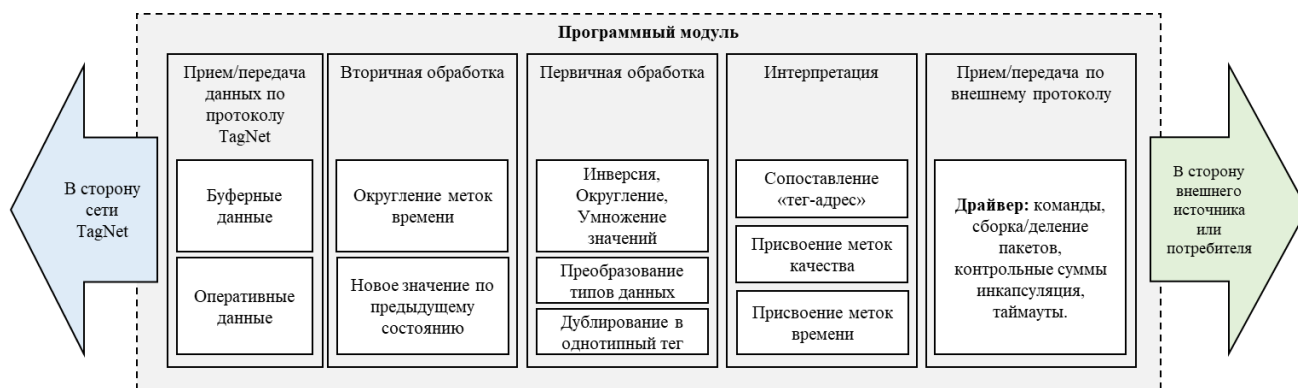 Программный модуль
В сторону
сети
TagNet
Прием/передача
данных по
протоколу
TagNet
Буферные
данные
Оперативные
данные
Вторичная обработка
Округление меток
времени
Новое значение по
предыдущему
состоянию
Первичная обработка
Инверсия,
Округление,
Умножение
значений
Преобразование
типов данных
Дублирование в
однотипный тег
Интерпретация
Сопоставление
«тег-адрес»
Присвоение меток
качества
Присвоение меток
времени
Прием/передача по
внешнему протоколу
Драйвер: команды,
сборка/деление
пакетов,
контрольные суммы
инкапсуляция,
таймауты.
В сторону
внешнего
источника
или
потребителя